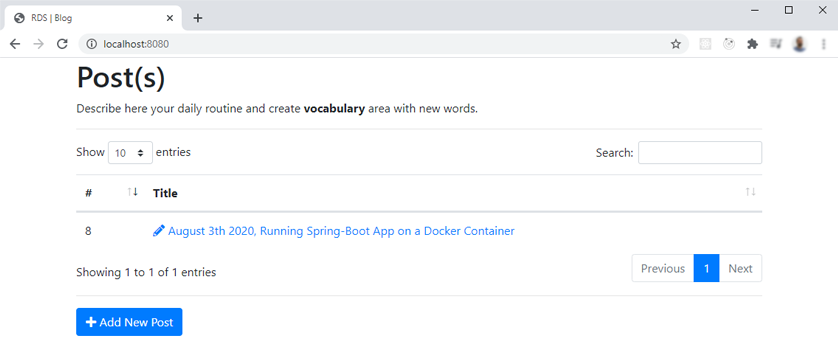 RDS | Blog
localhost:8080
Post(s)
Describe here your daily routine and create vocabulary area with new words.
Show 10 entries Search:
# Title
8 August 3th 2020, Running Spring-Boot App on a Docker Container
Showing 1 to 1 of 1 entries Previous 1 Next
Add New Post